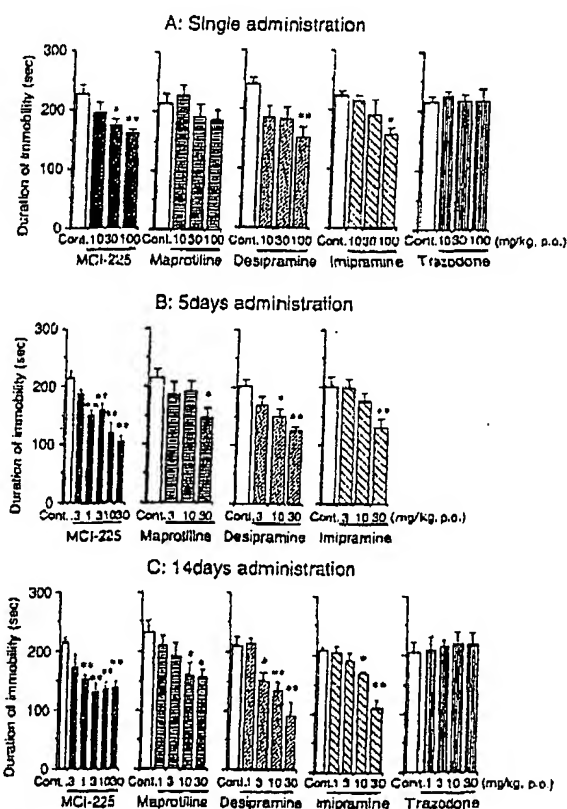 A: Single administration
Duration of immobility (sec)
300
200
100
0
Cont. 10 30 100 Cont. 10 30 100 Cont. 10 30 100 Cont. 10 30 100 Cont. 10 30 100 (mg/kg, p.o.)
MCI-225 Maprotiline Desipramine Imipramine Trazodone
B: 5days administration
Duration of immobility (sec)
300
200
100
0
Cont. .3 1 3 10 30 Cont. 3 10 30 Cont. 3 10 30 Cont. 3 10 30 (mg/kg, p.o.)
MCI-225 Maprotiline Desipramine Imipramine
C: 14days administration
Duration of immobility (sec)
300
200
100
0
Cont. .3 1 3 10 30 Cont. 1 3 10 30 Cont. 1 3 10 30 Cont. 1 3 10 30 Cont. 1 3 10 30 (mg/kg, p.o.)
MCI-225 Maprotiline Desipramine Imipramine Trazodone